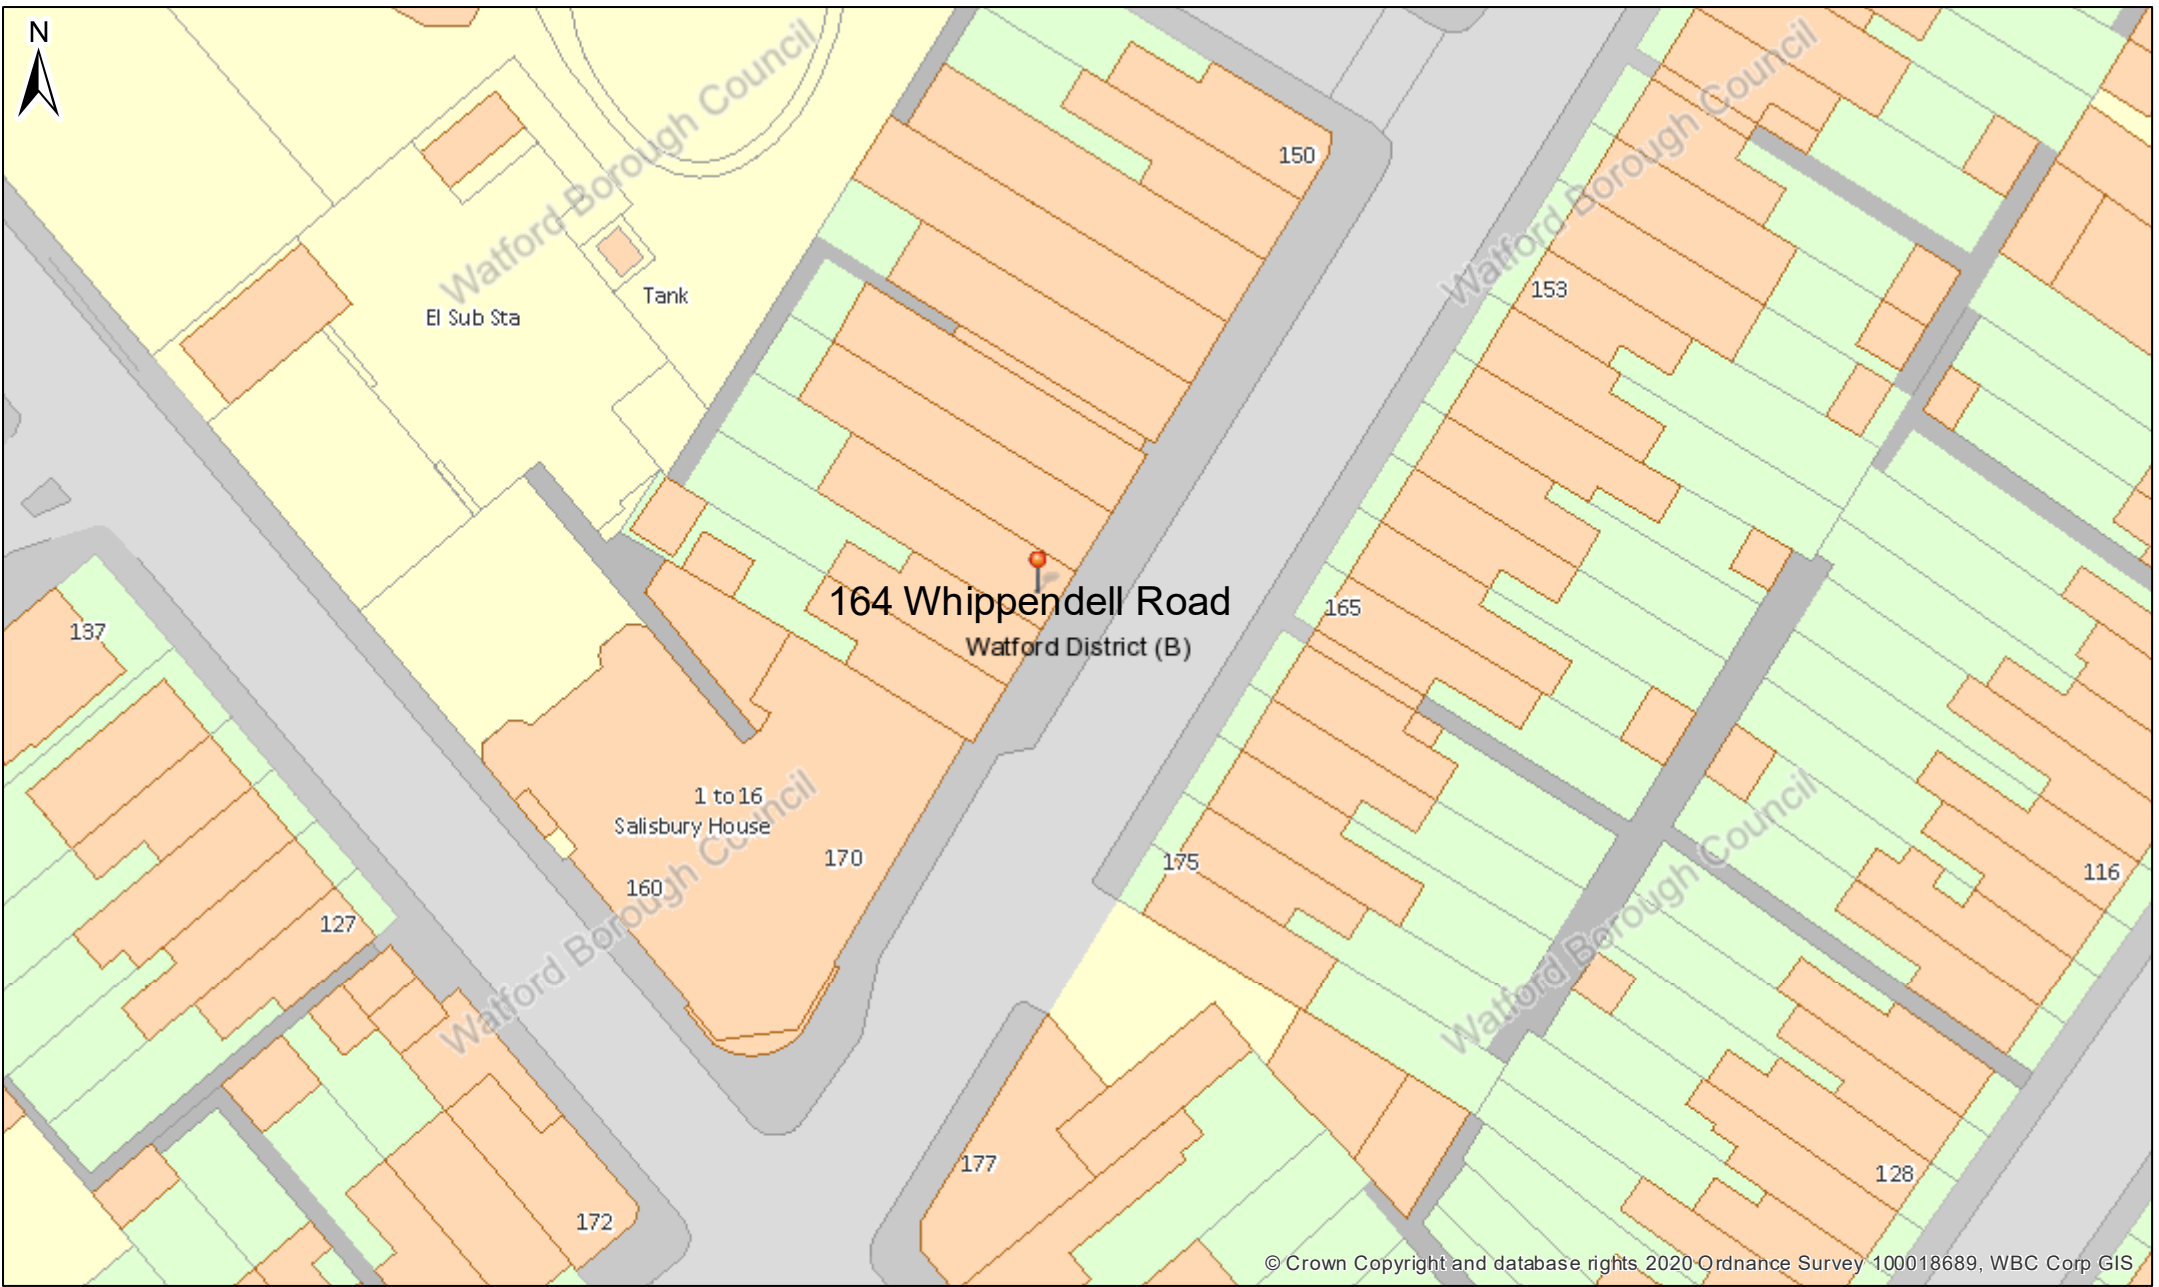 N
Watford Borough Council
Watford Borough Council
150
153
Tank
El Sub Sta
164 Whippendell Road
165
137
Watford District (B)
1 to 16
Salisbury House
170
175
116
160
127
Watford Borough Council
Watford Borough Council
177
128
172
© Crown Copyright and database rights 2020 Ordnance Survey 100018689, WBC Corp GIS